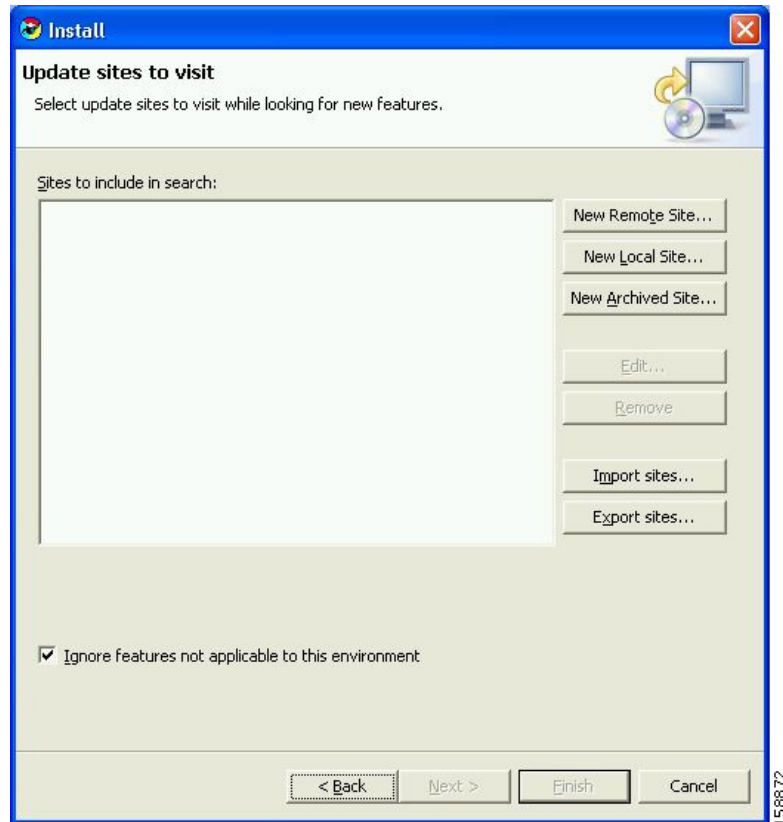 Install
Update sites to visit
Select update sites to visit while looking for new features.
Sites to include in search:
New Remote Site...
New Local Site...
New Archived Site...
Edit...
Remove
Import sites...
Export sites...
Ignore features not applicable to this environment
< Back
Next >
Finish
Cancel
158872